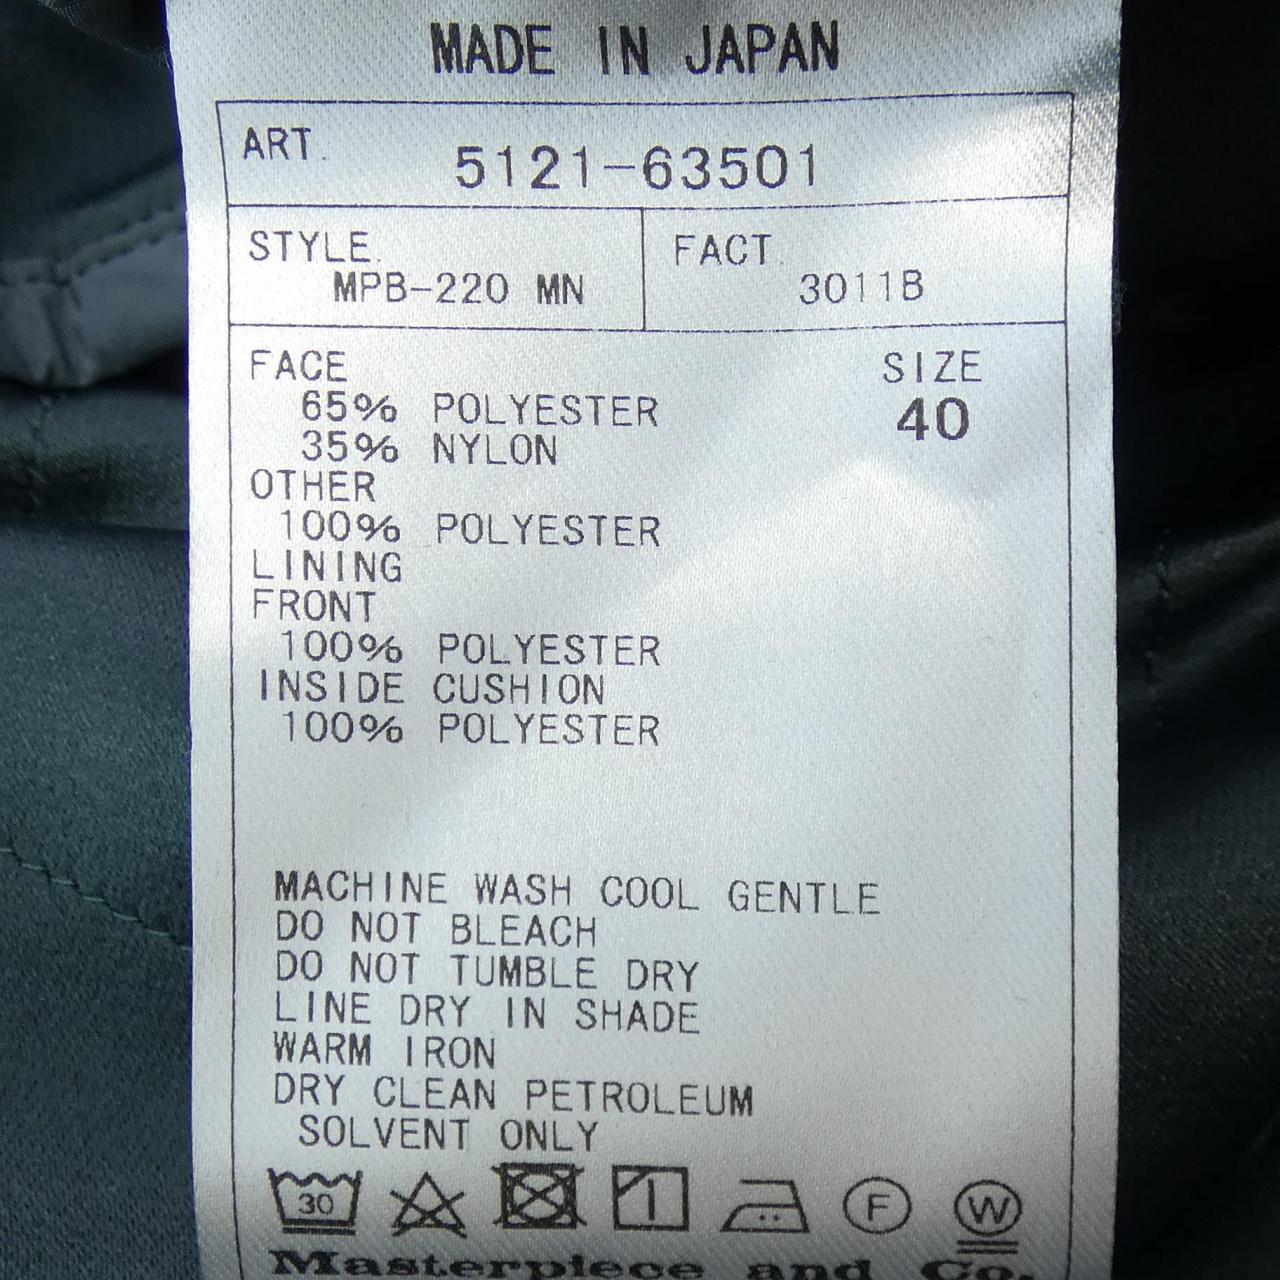 MADE IN JAPAN
ART. 5121-63501
STYLE. FACT.
MPB-220 MN 3011B
FACE SIZE
65% POLYESTER 40
35% NYLON
OTHER
100% POLYESTER
LINING
FRONT
100% POLYESTER
INSIDE CUSHION
100% POLYESTER
MACHINE WASH COOL GENTLE
DO NOT BLEACH
DO NOT TUMBLE DRY
LINE DRY IN SHADE
WARM IRON
DRY CLEAN PETROLEUM
SOLVENT ONLY
30 F W
Masterpiece and Co.